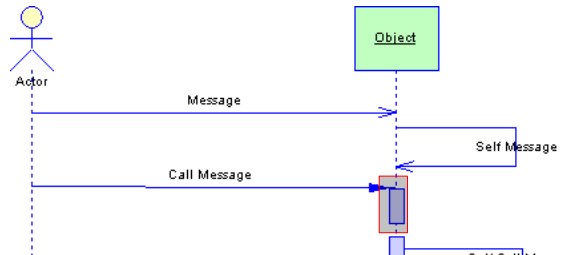 Object
Actor
Message
Self Message
Call Message